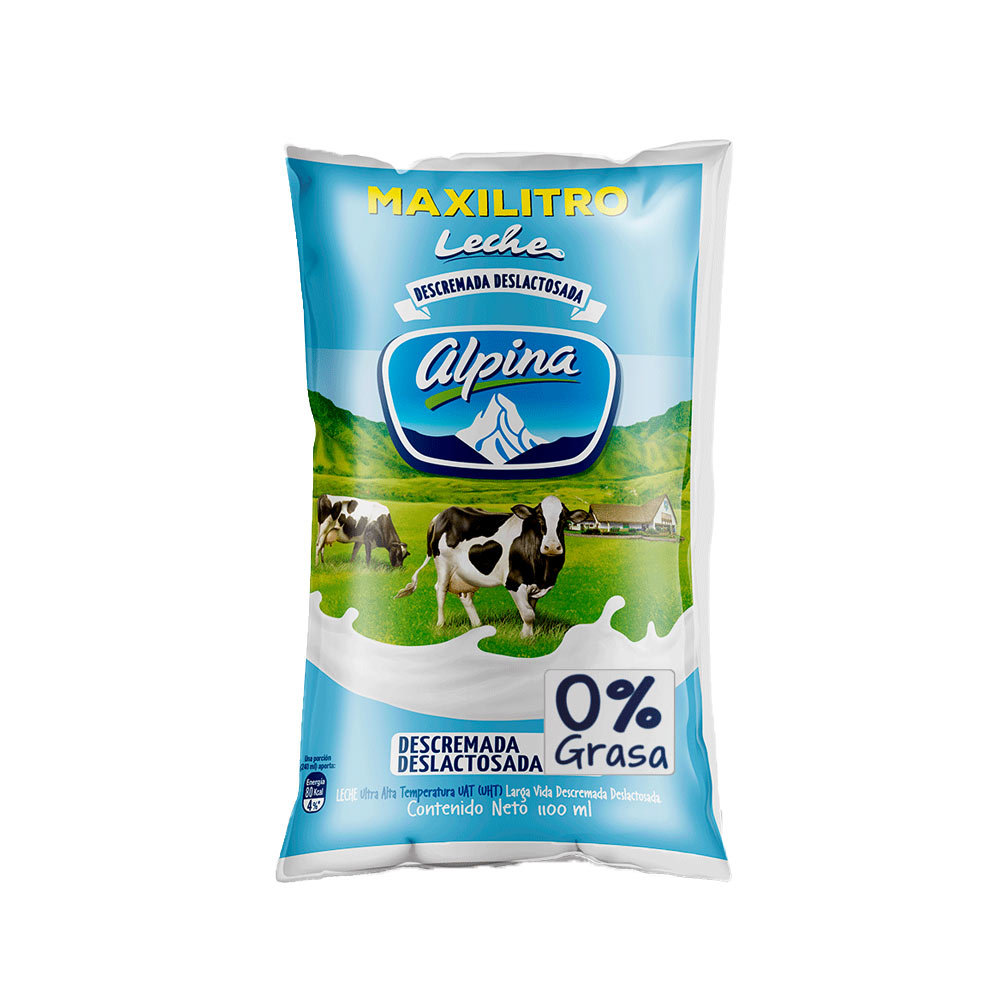 MAXILITRO
Leche
DESCREMADA DESLACTOSADA
alpina
0%
Grasa
DESCREMADA
DESLACTOSADA
Una porción
(240 ml) aporta:
Energía
80 Kcal
4%*
LECHE Ultra Alta Temperatura UAT (UHT) Larga Vida Descremada Deslactosada.
Contenido Neto 1100 ml